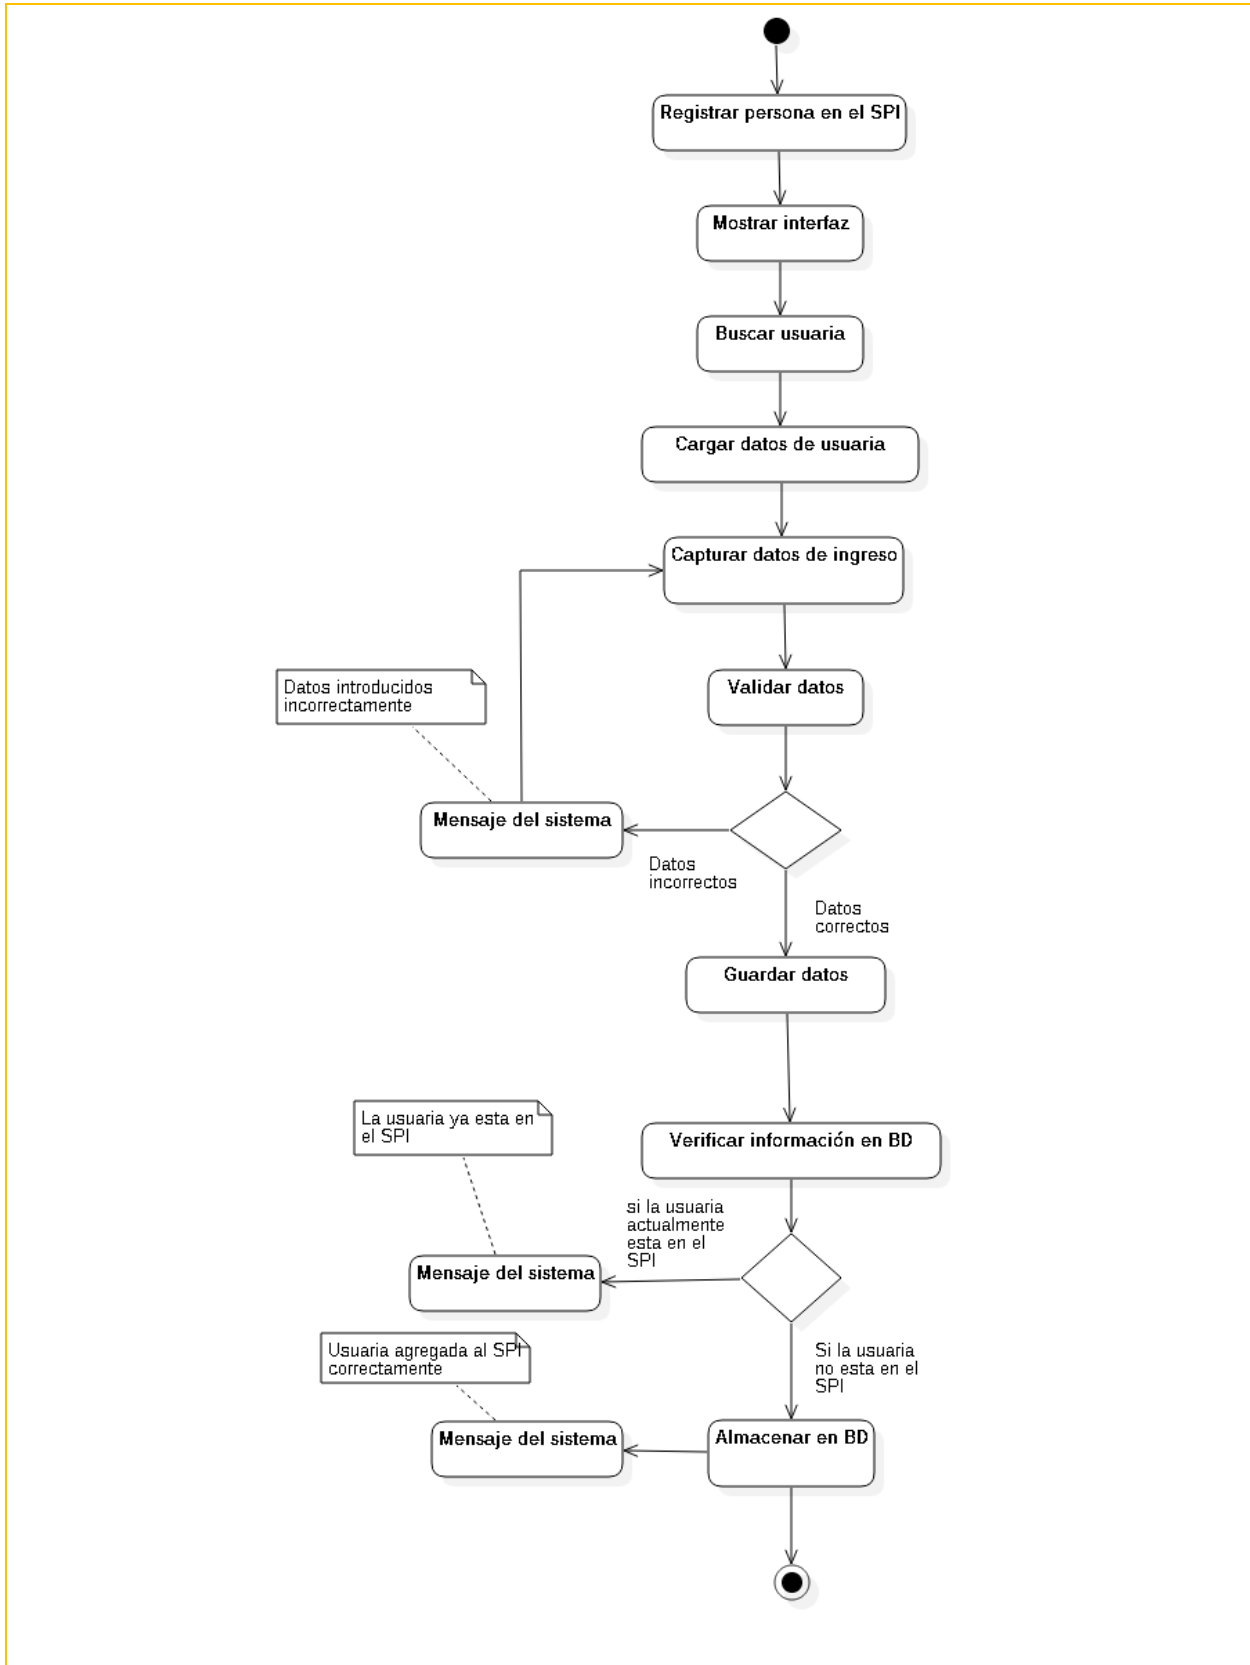 Registrar persona en el SPI
Mostrar interfaz
Buscar usuaria
Cargar datos de usuaria
Capturar datos de ingreso
Datos introducidos
incorrectamente
Validar datos
Mensaje del sistema
Datos
incorrectos
Datos
correctos
Guardar datos
La usuaria ya esta en
el SPI
Verificar información en BD
si la usuaria
actualmente
esta en el
SPI
Mensaje del sistema
Usuaria agregada al SPI
correctamente
Si la usuaria
no esta en el
SPI
Mensaje del sistema
Almacenar en BD